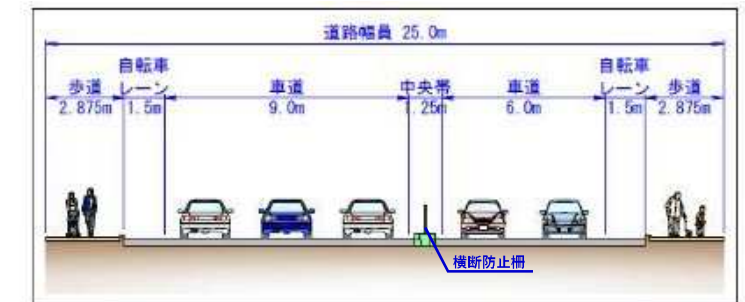 道路幅員 25.0m
自転車 自転車
歩道 レーン 車道 中央帯 車道 レーン 歩道
2.875m 1.5m 9.0m 1.25m 6.0m 1.5m 2.875m
横断防止柵